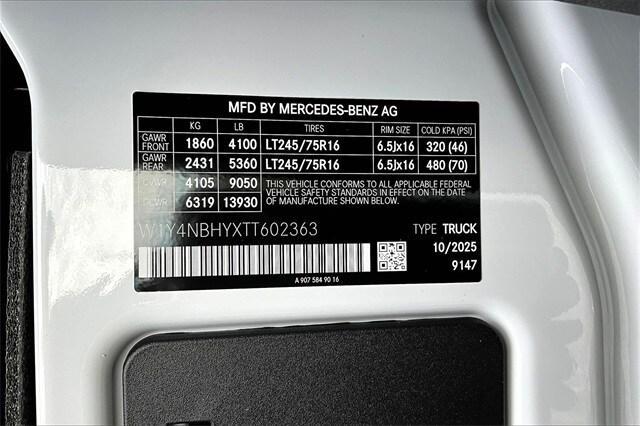 MFD BY MERCEDES-BENZ AG
KG LB TIRES RIM SIZE COLD KPA (PSI)
GAWR FRONT 1860 4100 LT245/75R16 6.5Jx16 320 (46)
GAWR REAR 2431 5360 LT245/75R16 6.5Jx16 480 (70)
GVWR 4105 9050 THIS VEHICLE CONFORMS TO ALL APPLICABLE FEDERAL
VEHICLE SAFETY STANDARDS IN EFFECT ON THE DATE
GCWR 6319 13930 OF MANUFACTURE SHOWN ABOVE.
W1Y4NBHYXTT602363 TYPE TRUCK
10/2025
9147
A 907 584 90 16